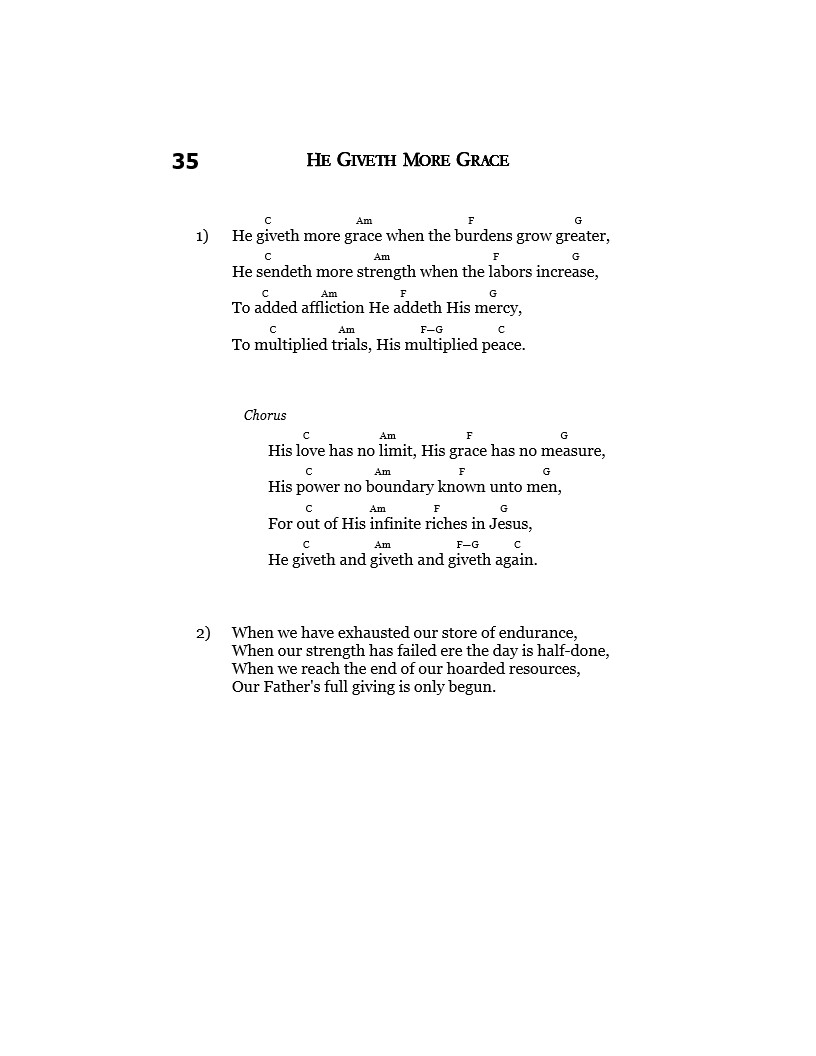 35 HE GIVETH MORE GRACE
C Am F G
1) He giveth more grace when the burdens grow greater,
C Am F G
He sendeth more strength when the labors increase,
C Am F G
To added affliction He addeth His mercy,
C Am F—G C
To multiplied trials, His multiplied peace.
Chorus
C Am F G
His love has no limit, His grace has no measure,
C Am F G
His power no boundary known unto men,
C Am F G
For out of His infinite riches in Jesus,
C Am F—G C
He giveth and giveth and giveth again.
2) When we have exhausted our store of endurance,
When our strength has failed ere the day is half-done,
When we reach the end of our hoarded resources,
Our Father's full giving is only begun.